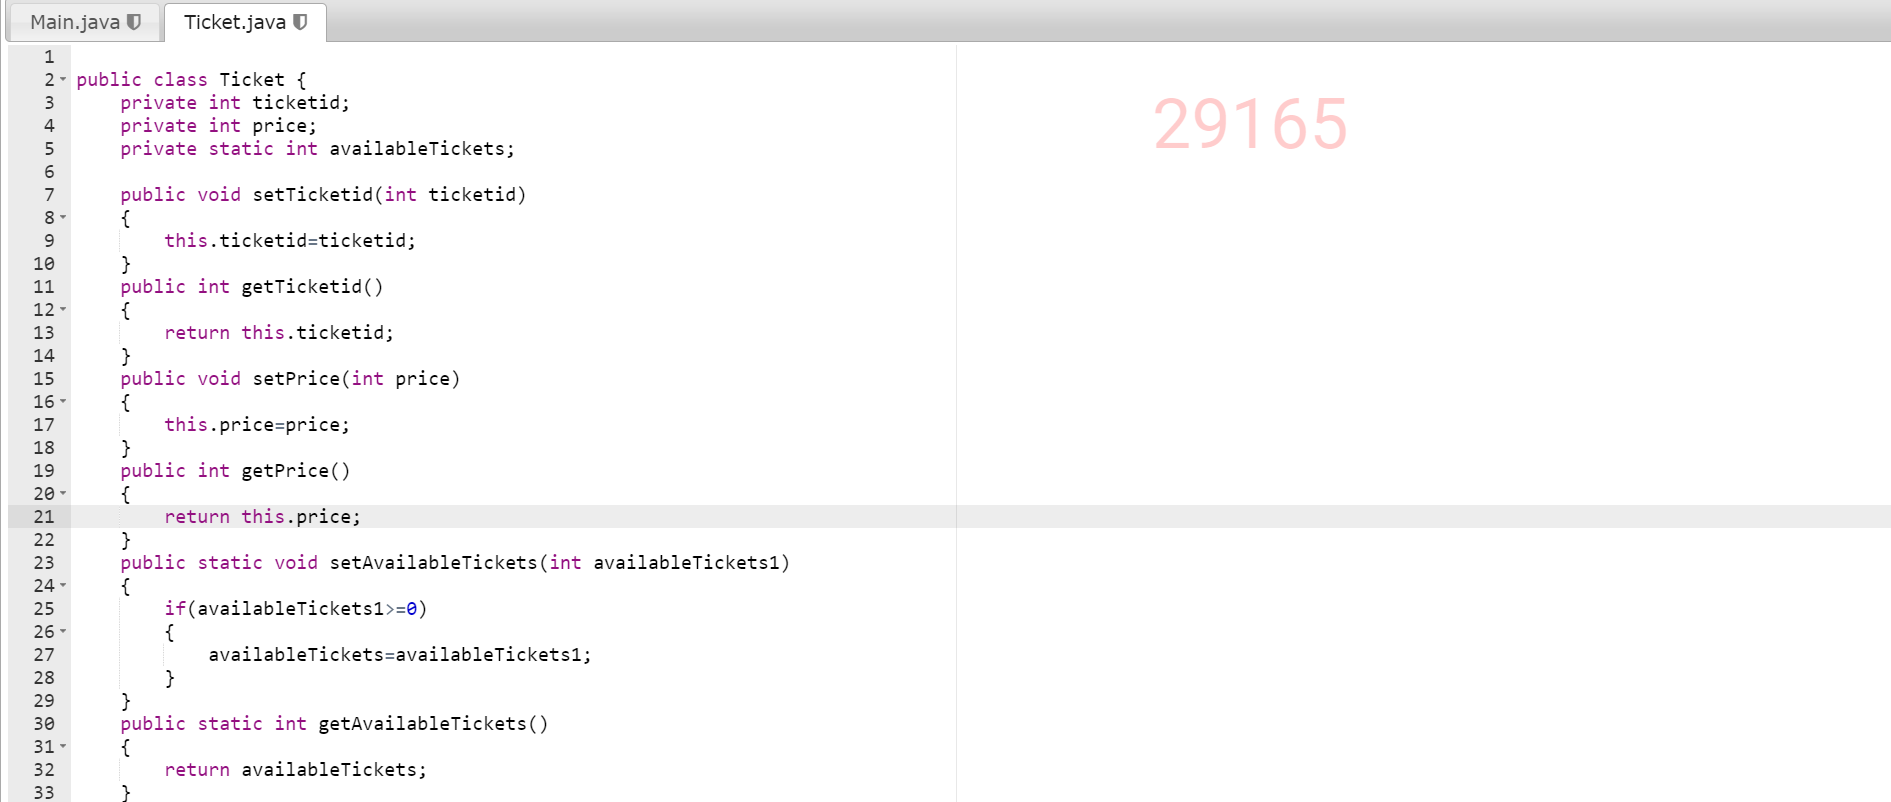 Main.java
Ticket.java
29165
1
2 public class Ticket {
3     private int ticketid;
4     private int price;
5     private static int availableTickets;
6
7     public void setTicketid(int ticketid)
8     {
9         this.ticketid=ticketid;
10     }
11     public int getTicketid()
12     {
13         return this.ticketid;
14     }
15     public void setPrice(int price)
16     {
17         this.price=price;
18     }
19     public int getPrice()
20     {
21         return this.price;
22     }
23     public static void setAvailableTickets(int availableTickets1)
24     {
25         if(availableTickets1>=0)
26         {
27             availableTickets=availableTickets1;
28         }
29     }
30     public static int getAvailableTickets()
31     {
32         return availableTickets;
33     }